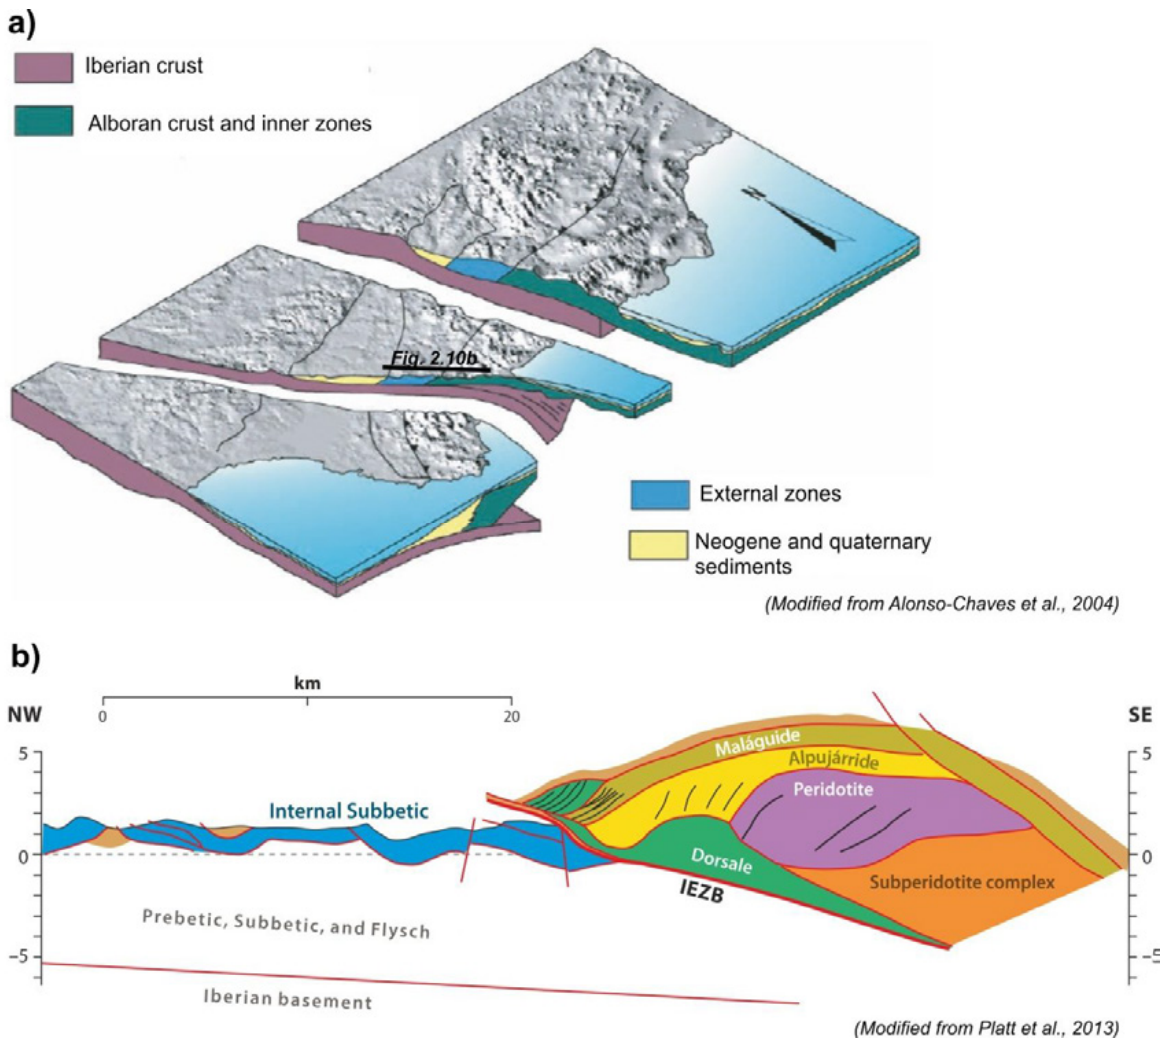 a)
Iberian crust
Alboran crust and inner zones
N
Fig. 2.10b
External zones
Neogene and quaternary
sediments
(Modified from Alonso-Chaves et al., 2004)
b)
km
NW
0
20
SE
5
0
−5
Internal Subbetic
Maláguide
Alpujárride
Peridotite
Dorsale
IEZB
Subperidotite complex
Prebetic, Subbetic, and Flysch
Iberian basement
5
0
−5
(Modified from Platt et al., 2013)